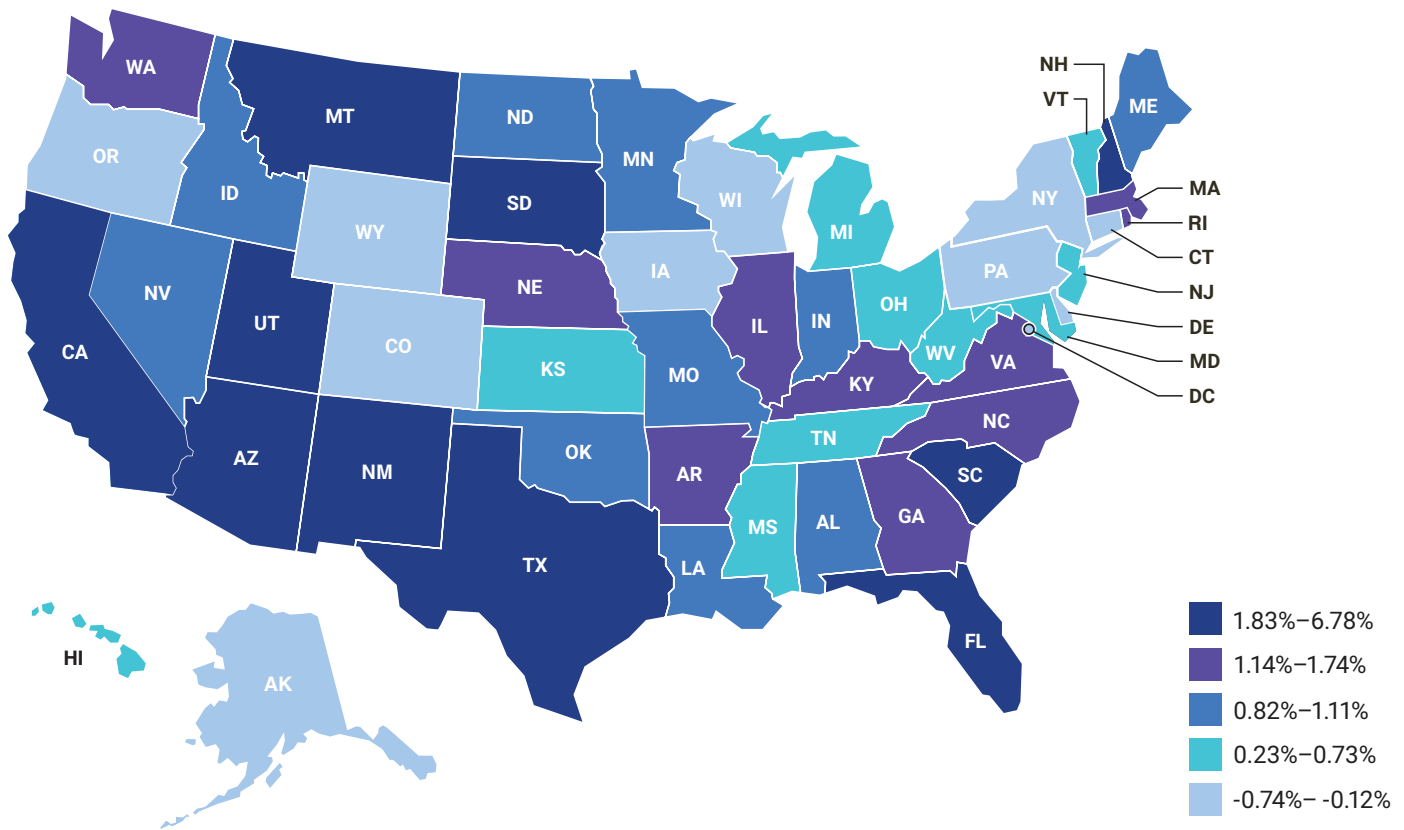 WA
MT
ND
MN
OR
ID
SD
WI
NH
VT
ME
WY
MI
NY
MA
RI
CT
NJ
DE
MD
DC
NV
UT
NE
IA
PA
CA
CO
KS
MO
IL
IN
OH
WV
VA
KY
AZ
NM
OK
AR
TN
NC
SC
TX
LA
MS
AL
GA
FL
HI
AK
1.83%–6.78%
1.14%–1.74%
0.82%–1.11%
0.23%–0.73%
-0.74%– -0.12%